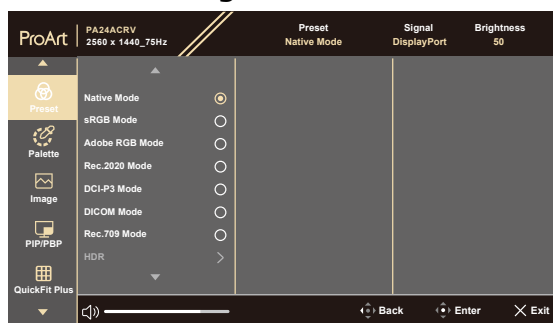 ProArt
PA24ACRV
2560 x 1440_75Hz
Preset
Native Mode
Signal
DisplayPort
Brightness
50
Preset
Palette
Image
PIP/PBP
QuickFit Plus
Native Mode
sRGB Mode
Adobe RGB Mode
Rec.2020 Mode
DCI-P3 Mode
DICOM Mode
Rec.709 Mode
HDR
Back
Enter
Exit